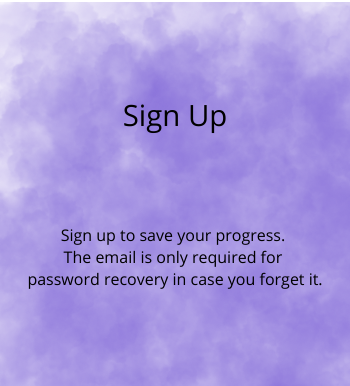 Sign Up
Sign up to save your progress.
The email is only required for
password recovery in case you forget it.